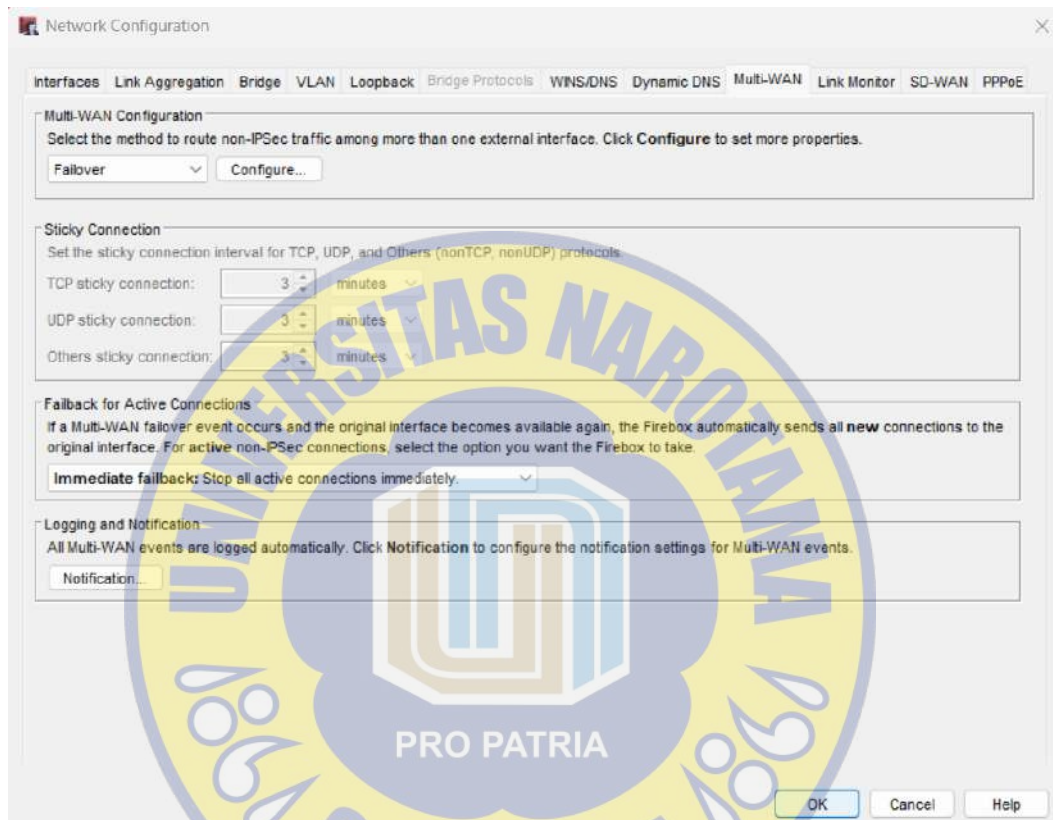 Network Configuration
Interfaces Link Aggregation Bridge VLAN Loopback Bridge Protocols WINS/DNS Dynamic DNS Multi-WAN Link Monitor SD-WAN PPPoE
Multi-WAN Configuration
Select the method to route non-IPSec traffic among more than one external interface. Click Configure to set more properties.
Failover Configure...
Sticky Connection
Set the sticky connection interval for TCP, UDP, and Others (nonTCP, nonUDP) protocols.
TCP sticky connection: 3 minutes
UDP sticky connection: 3 minutes
Others sticky connection: 3 minutes
Failback for Active Connections
If a Multi-WAN failover event occurs and the original interface becomes available again, the Firebox automatically sends all new connections to the
original interface. For active non-IPSec connections, select the option you want the Firebox to take.
Immediate failback: Stop all active connections immediately.
Logging and Notification
All Multi-WAN events are logged automatically. Click Notification to configure the notification settings for Multi-WAN events.
Notification...
UNIVERSITAS NAROTAMA
PRO PATRIA
OK Cancel Help